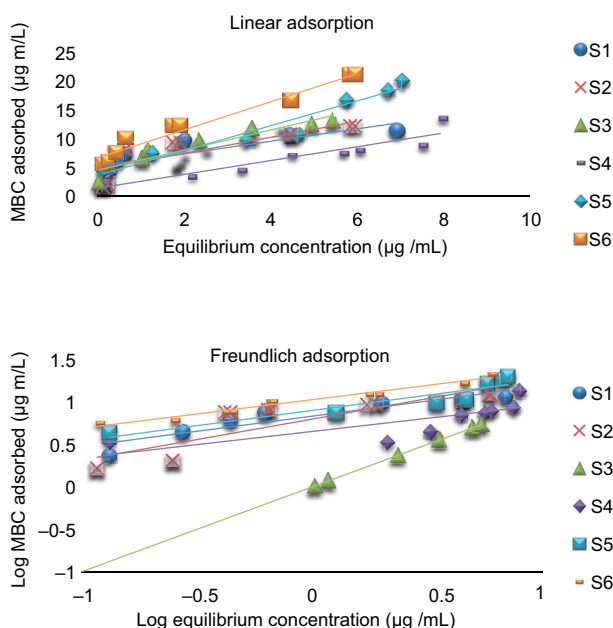 Linear adsorption
MBC adsorbed (µg m/L)
25
20
15
10
5
0
0 2 4 6 8 10
Equilibrium concentration (µg /mL)
S1
S2
S3
S4
S5
S6
Freundlich adsorption
Log MBC adsorbed (µg m/L)
1.5
1
0.5
0
–0-5
–1
–1 –0.5 0 0.5 1
Log equilibrium concentration (µg /mL)
S1
S2
S3
S4
S5
S6